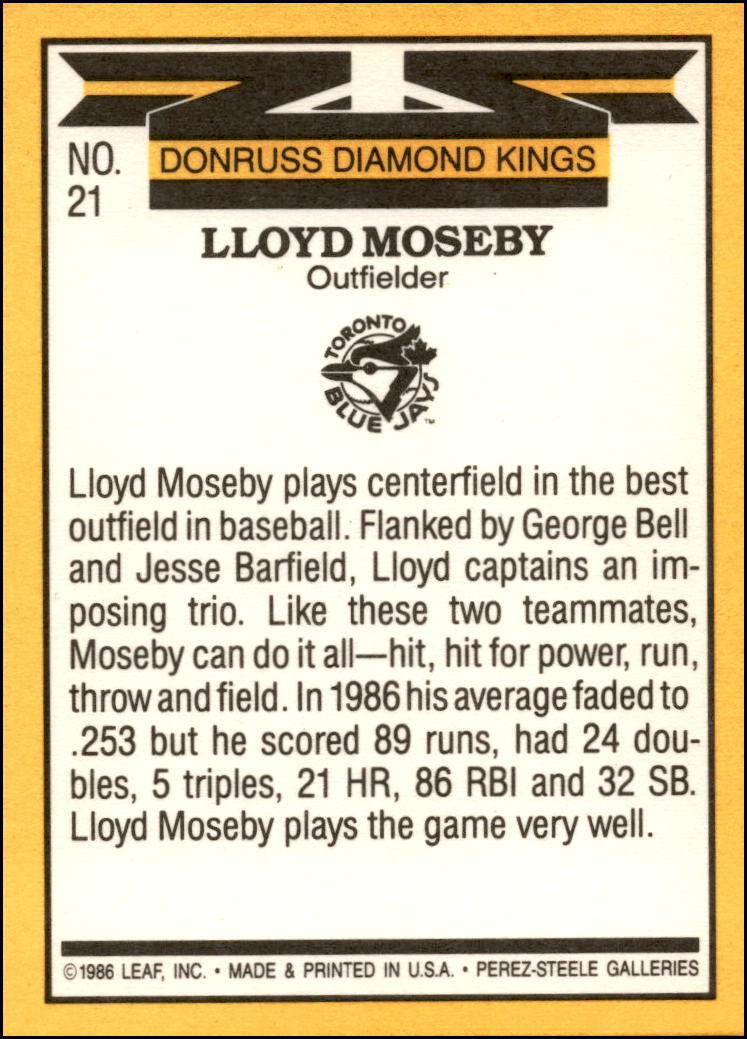 NO.
21
DONRUSS DIAMOND KINGS
LLOYD MOSEBY
Outfielder
TORONTO
BLUE JAYS™
Lloyd Moseby plays centerfield in the best
outfield in baseball. Flanked by George Bell
and Jesse Barfield, Lloyd captains an im-
posing trio. Like these two teammates,
Moseby can do it all—hit, hit for power, run,
throw and field. In 1986 his average faded to
.253 but he scored 89 runs, had 24 dou-
bles, 5 triples, 21 HR, 86 RBI and 32 SB.
Lloyd Moseby plays the game very well.
©1986 LEAF, INC. • MADE & PRINTED IN U.S.A. • PEREZ-STEELE GALLERIES